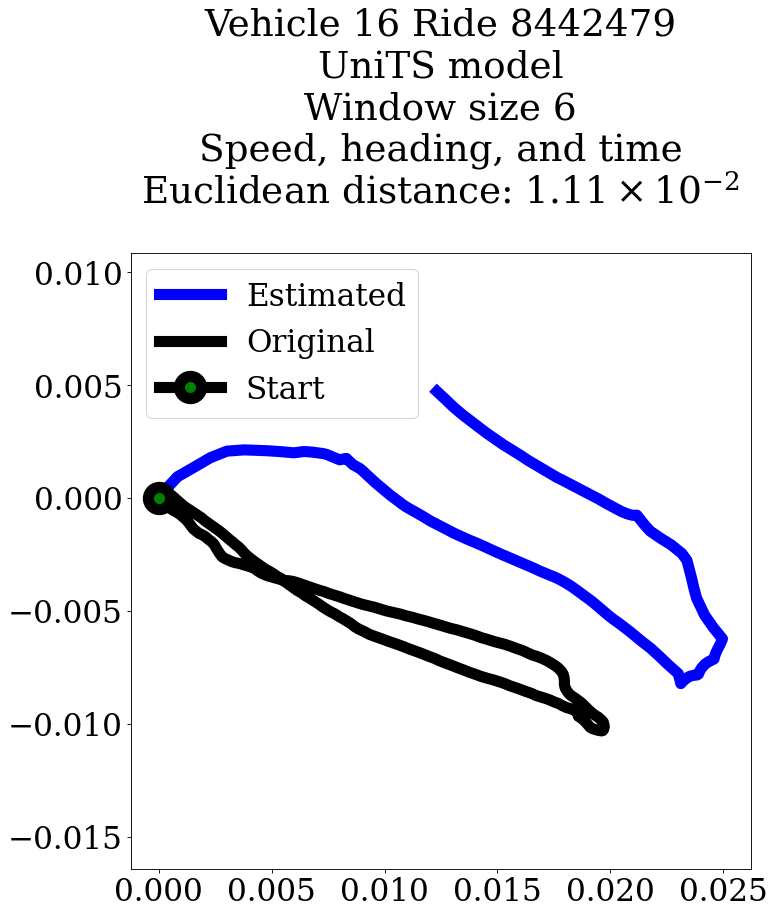 Vehicle 16 Ride 8442479
UniTS model
Window size 6
Speed, heading, and time
Euclidean distance: 1.11 × 10⁻²
0.010
0.005
0.000
−0.005
−0.010
−0.015
Estimated
Original
Start
0.000 0.005 0.010 0.015 0.020 0.025